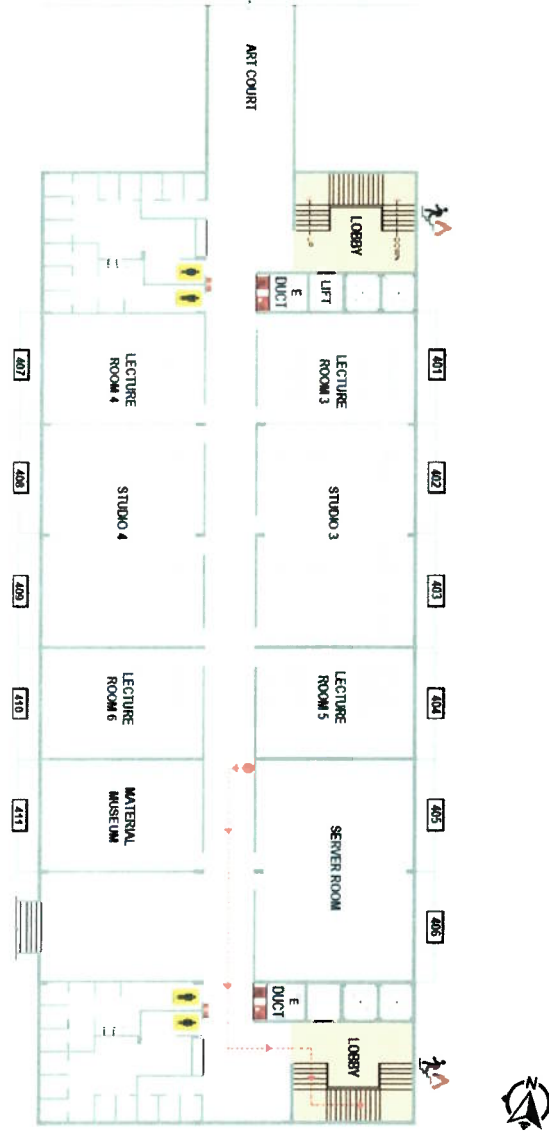 ART COURT
UP
LOBBY
DOWN
E
DUCT
LIFT
407
LECTURE
ROOM 4
LECTURE
ROOM 3
401
408
STUDIO 4
STUDIO 3
402
409
403
410
LECTURE
ROOM 6
LECTURE
ROOM 5
404
411
MATERIAL
MUSEUM
SERVER ROOM
405
406
E
DUCT
LOBBY
N